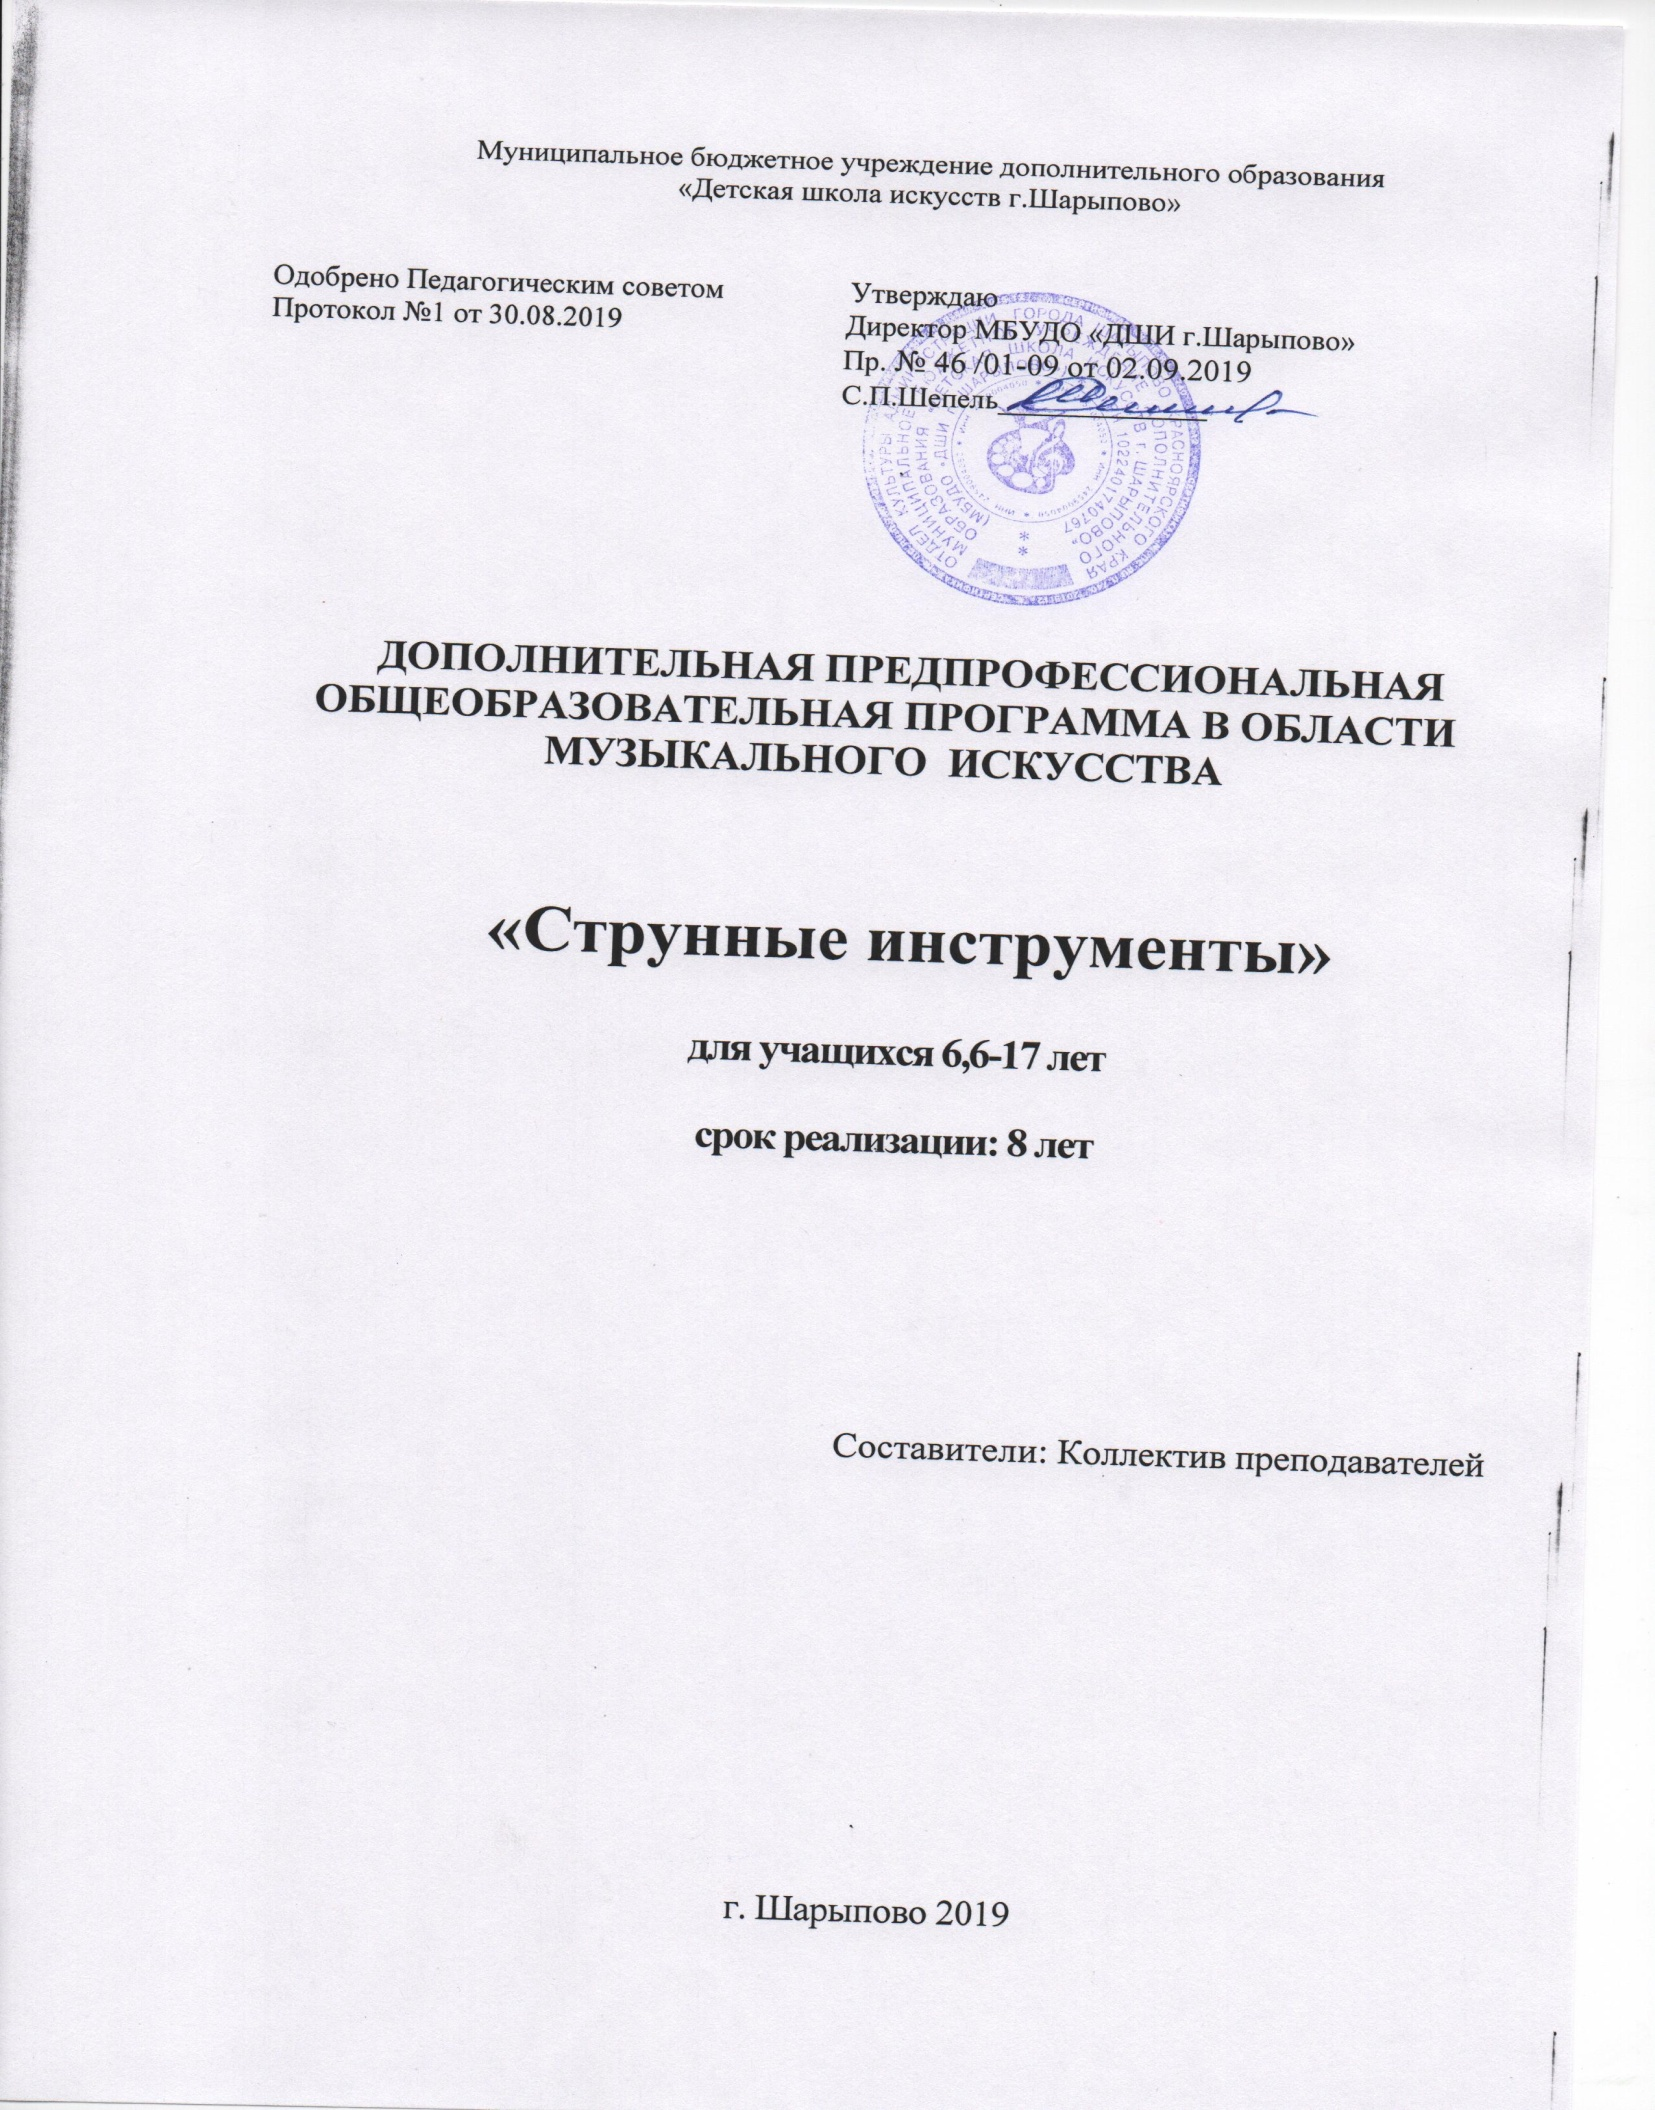 Муниципальное бюджетное учреждение дополнительного образования
«Детская школа искусств г.Шарыпово»
Одобрено Педагогическим советом
Протокол №1 от 30.08.2019
Утверждаю
Директор МБУДО «ДШИ г.Шарыпово»
Пр. № 46 /01-09 от 02.09.2019
С.П.Шепель
ДОПОЛНИТЕЛЬНАЯ ПРЕДПРОФЕССИОНАЛЬНАЯ
ОБЩЕОБРАЗОВАТЕЛЬНАЯ ПРОГРАММА В ОБЛАСТИ
МУЗЫКАЛЬНОГО ИСКУССТВА
«Струнные инструменты»
для учащихся 6,6-17 лет
срок реализации: 8 лет
Составители: Коллектив преподавателей
г. Шарыпово 2019